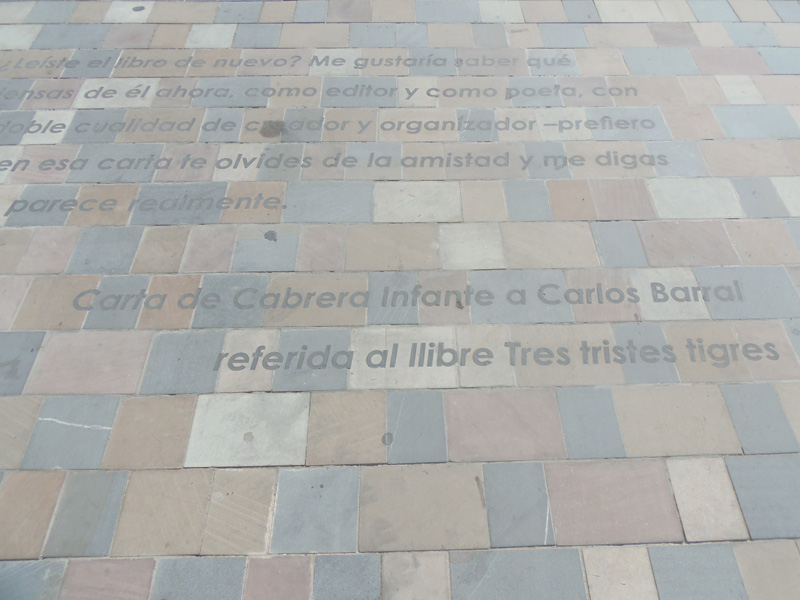 ¿Leíste el libro de nuevo? Me gustaría saber qué
iensas de él ahora, como editor y como poeta, con
doble cualidad de creador y organizador –prefiero
en esa carta te olvides de la amistad y me digas
parece realmente.
Carta de Cabrera Infante a Carlos Barral
referida al llibre Tres tristes tigres